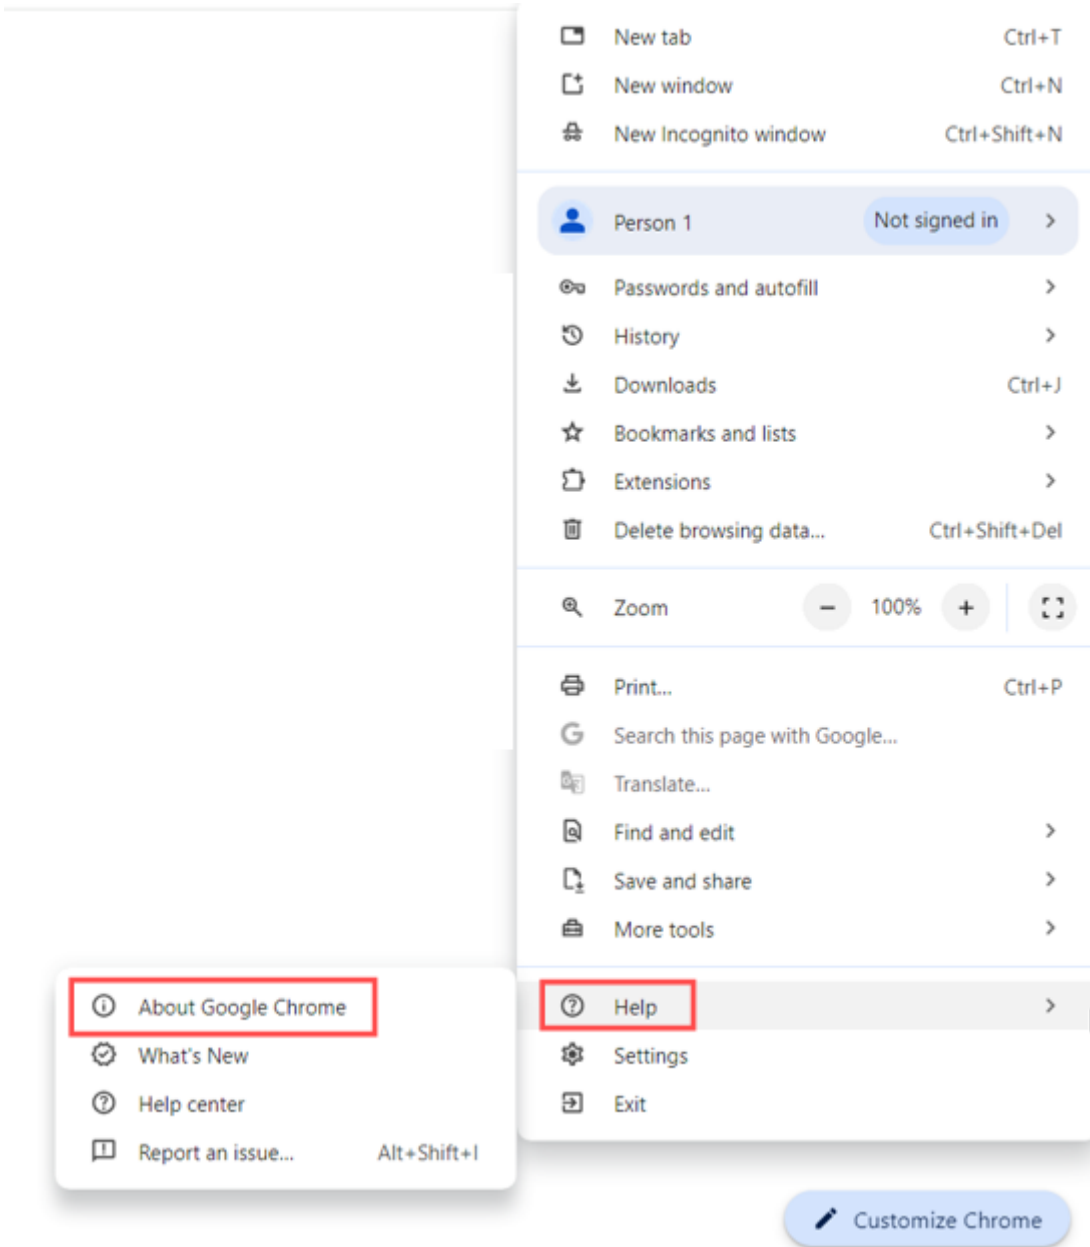 New tab Ctrl+T
New window Ctrl+N
New Incognito window Ctrl+Shift+N
Person 1 Not signed in
Passwords and autofill
History
Downloads Ctrl+J
Bookmarks and lists
Extensions
Delete browsing data... Ctrl+Shift+Del
Zoom − 100% +
Print... Ctrl+P
Search this page with Google...
Translate...
Find and edit
Save and share
More tools
Help
Settings
Exit
About Google Chrome
What's New
Help center
Report an issue... Alt+Shift+I
Customize Chrome